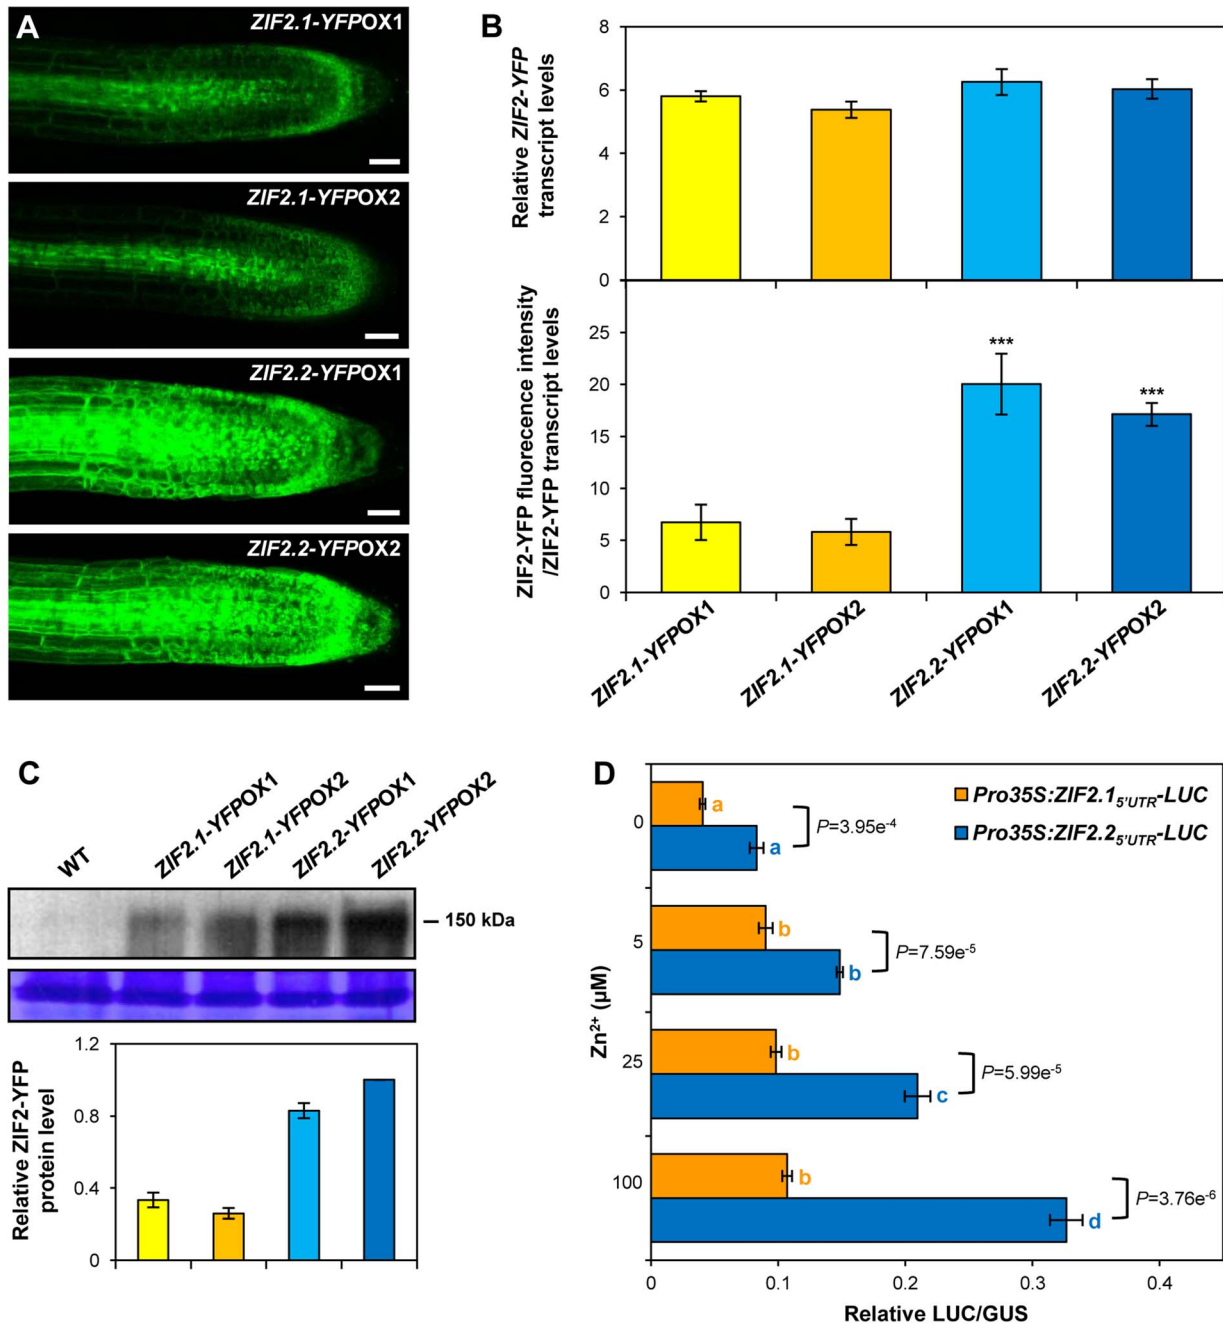 A
ZIF2.1-YFPOX1
ZIF2.1-YFPOX2
ZIF2.2-YFPOX1
ZIF2.2-YFPOX2
B
Relative ZIF2-YFP
transcript levels
8
6
4
2
0
ZIF2-YFP fluorecence intensity
/ZIF2-YFP transcript levels
25
20
15
10
5
0
***
***
ZIF2.1-YFPOX1
ZIF2.1-YFPOX2
ZIF2.2-YFPOX1
ZIF2.2-YFPOX2
C
WT
ZIF2.1-YFPOX1
ZIF2.1-YFPOX2
ZIF2.2-YFPOX1
ZIF2.2-YFPOX2
150 kDa
Relative ZIF2-YFP
protein level
1.2
0.8
0.4
0
D
Pro35S:ZIF2.15'UTR-LUC
Pro35S:ZIF2.25'UTR-LUC
Zn2+ (µM)
0
a
a
P=3.95e-4
5
b
b
P=7.59e-5
25
b
c
P=5.99e-5
100
b
d
P=3.76e-6
0
0.1
0.2
0.3
0.4
Relative LUC/GUS